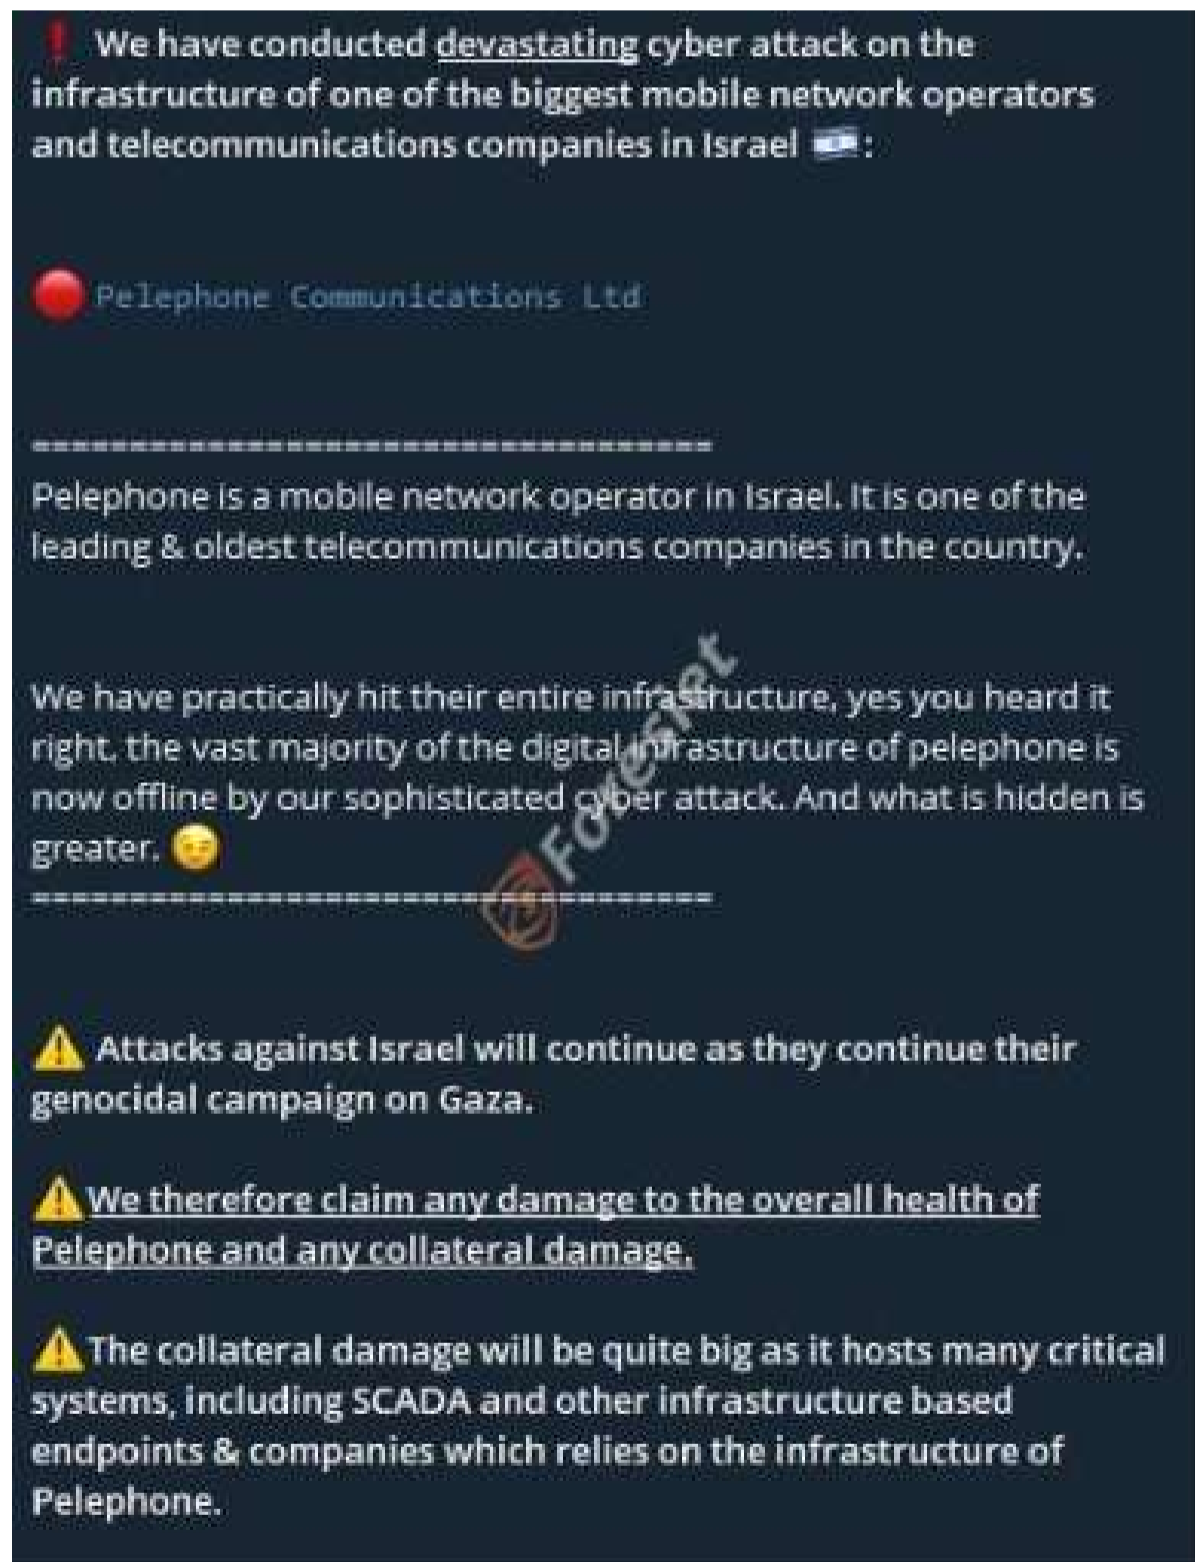 ❗ We have conducted devastating cyber attack on the
infrastructure of one of the biggest mobile network operators
and telecommunications companies in Israel 🇮🇱:
🔴 Pelephone Communications Ltd
===================================
Pelephone is a mobile network operator in Israel. It is one of the
leading & oldest telecommunications companies in the country.
We have practically hit their entire infrastructure, yes you heard it
right, the vast majority of the digital infrastructure of pelephone is
now offline by our sophisticated cyber attack. And what is hidden is
greater. 😉
===================================
Foresiet
⚠️ Attacks against Israel will continue as they continue their
genocidal campaign on Gaza.
⚠️We therefore claim any damage to the overall health of
Pelephone and any collateral damage.
⚠️The collateral damage will be quite big as it hosts many critical
systems, including SCADA and other infrastructure based
endpoints & companies which relies on the infrastructure of
Pelephone.